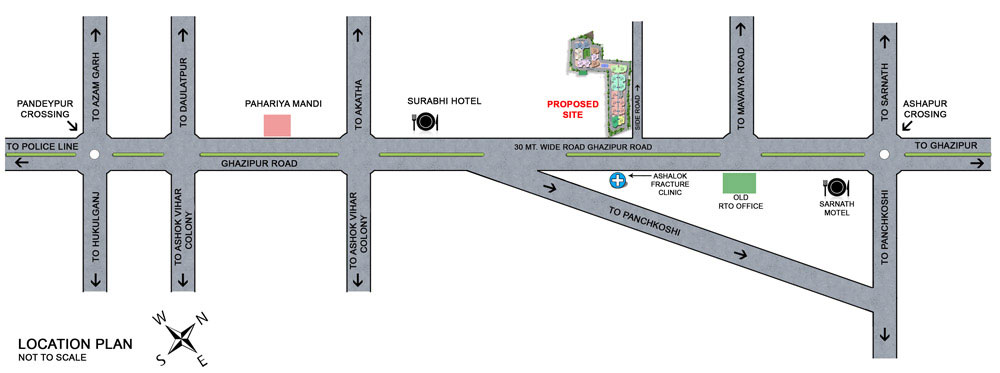 PANDEYPUR
CROSSING
TO AZAM GARH
TO DAULATPUR
PAHARIYA MANDI
TO AKATHA
SURABHI HOTEL
PROPOSED
SITE
SIDE ROAD
TO MAVAIYA ROAD
TO SARNATH
ASHAPUR
CROSSING
TO POLICE LINE
GHAZIPUR ROAD
30 MT. WIDE ROAD GHAZIPUR ROAD
TO GHAZIPUR
TO HUKULGANJ
TO ASHOK VIHAR
COLONY
TO ASHOK VIHAR
COLONY
TO PANCHKOSHI
ASHALOK
FRACTURE
CLINIC
OLD
RTO OFFICE
SARNATH
MOTEL
TO PANCHKOSHI
LOCATION PLAN
NOT TO SCALE
W
N
S
E